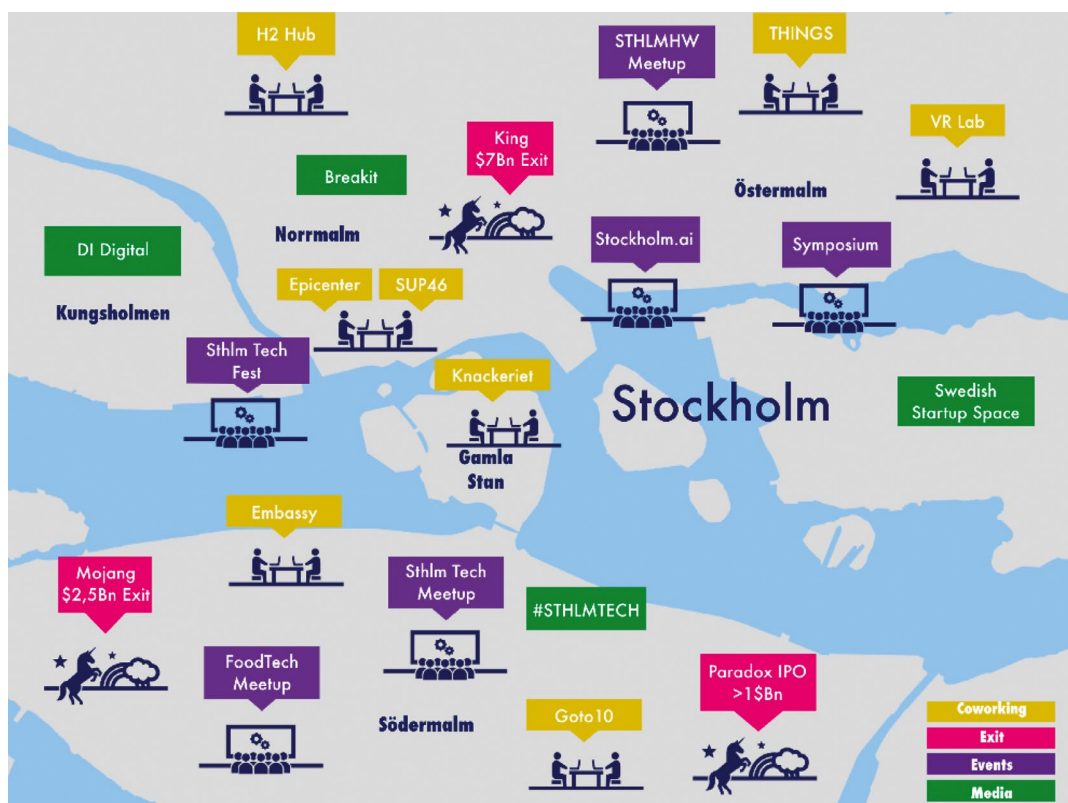 H2 Hub
STHLMHW
Meetup
THINGS
VR Lab
King
$7Bn Exit
Breakit
Östermalm
Norrmalm
DI Digital
Stockholm.ai
Symposium
Kungsholmen
Epicenter
SUP46
Sthlm Tech
Fest
Knackeriet
Stockholm
Swedish
Startup Space
Gamla
Stan
Embassy
Mojang
$2,5Bn Exit
Sthlm Tech
Meetup
#STHLMTECH
FoodTech
Meetup
Paradox IPO
>1$Bn
Södermalm
Goto10
Coworking
Exit
Events
Media